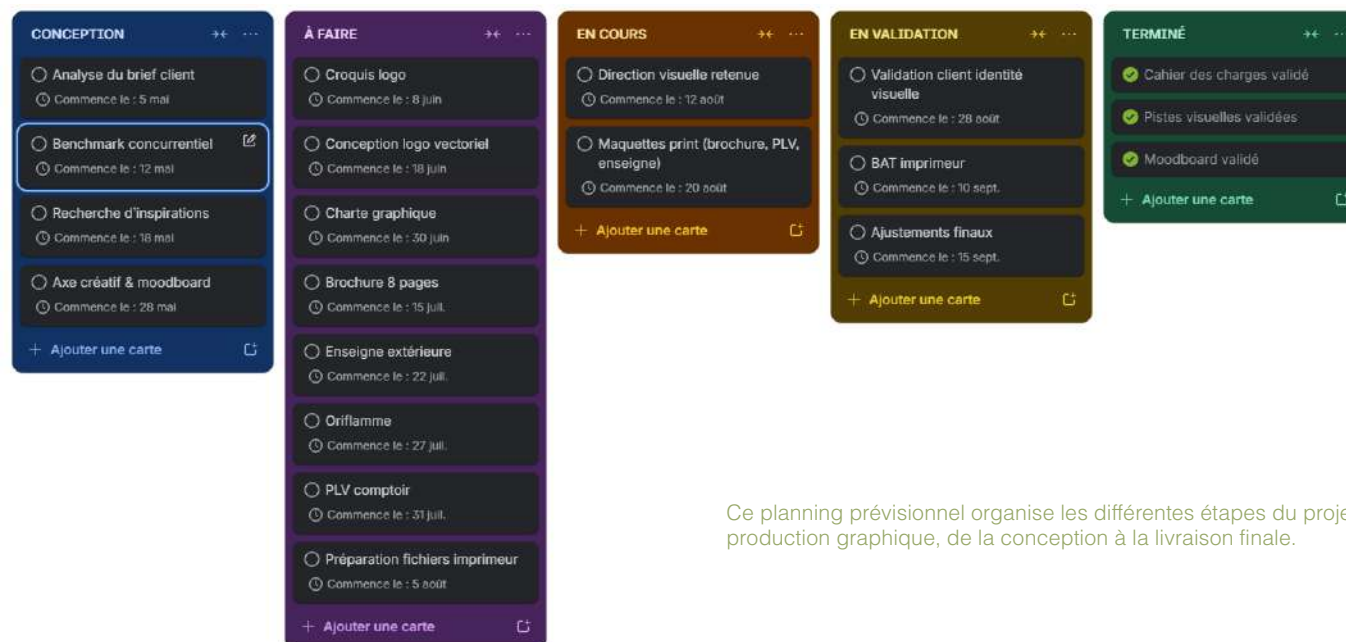 CONCEPTION
Analyse du brief client
Commence le : 5 mai
Benchmark concurrentiel
Commence le : 12 mai
Recherche d'inspirations
Commence le : 18 mai
Axe créatif & moodboard
Commence le : 28 mai
+ Ajouter une carte
À FAIRE
Croquis logo
Commence le : 8 juin
Conception logo vectoriel
Commence le : 18 juin
Charte graphique
Commence le : 30 juin
Brochure 8 pages
Commence le : 15 juil.
Enseigne extérieure
Commence le : 22 juil.
Oriflamme
Commence le : 27 juil.
PLV comptoir
Commence le : 31 juil.
Préparation fichiers imprimeur
Commence le : 5 août
+ Ajouter une carte
EN COURS
Direction visuelle retenue
Commence le : 12 août
Maquettes print (brochure, PLV,
enseigne)
Commence le : 20 août
+ Ajouter une carte
EN VALIDATION
Validation client identité
visuelle
Commence le : 28 août
BAT imprimeur
Commence le : 10 sept.
Ajustements finaux
Commence le : 15 sept.
+ Ajouter une carte
TERMINÉ
Cahier des charges validé
Pistes visuelles validées
Moodboard validé
+ Ajouter une carte
Ce planning prévisionnel organise les différentes étapes du proje
production graphique, de la conception à la livraison finale.